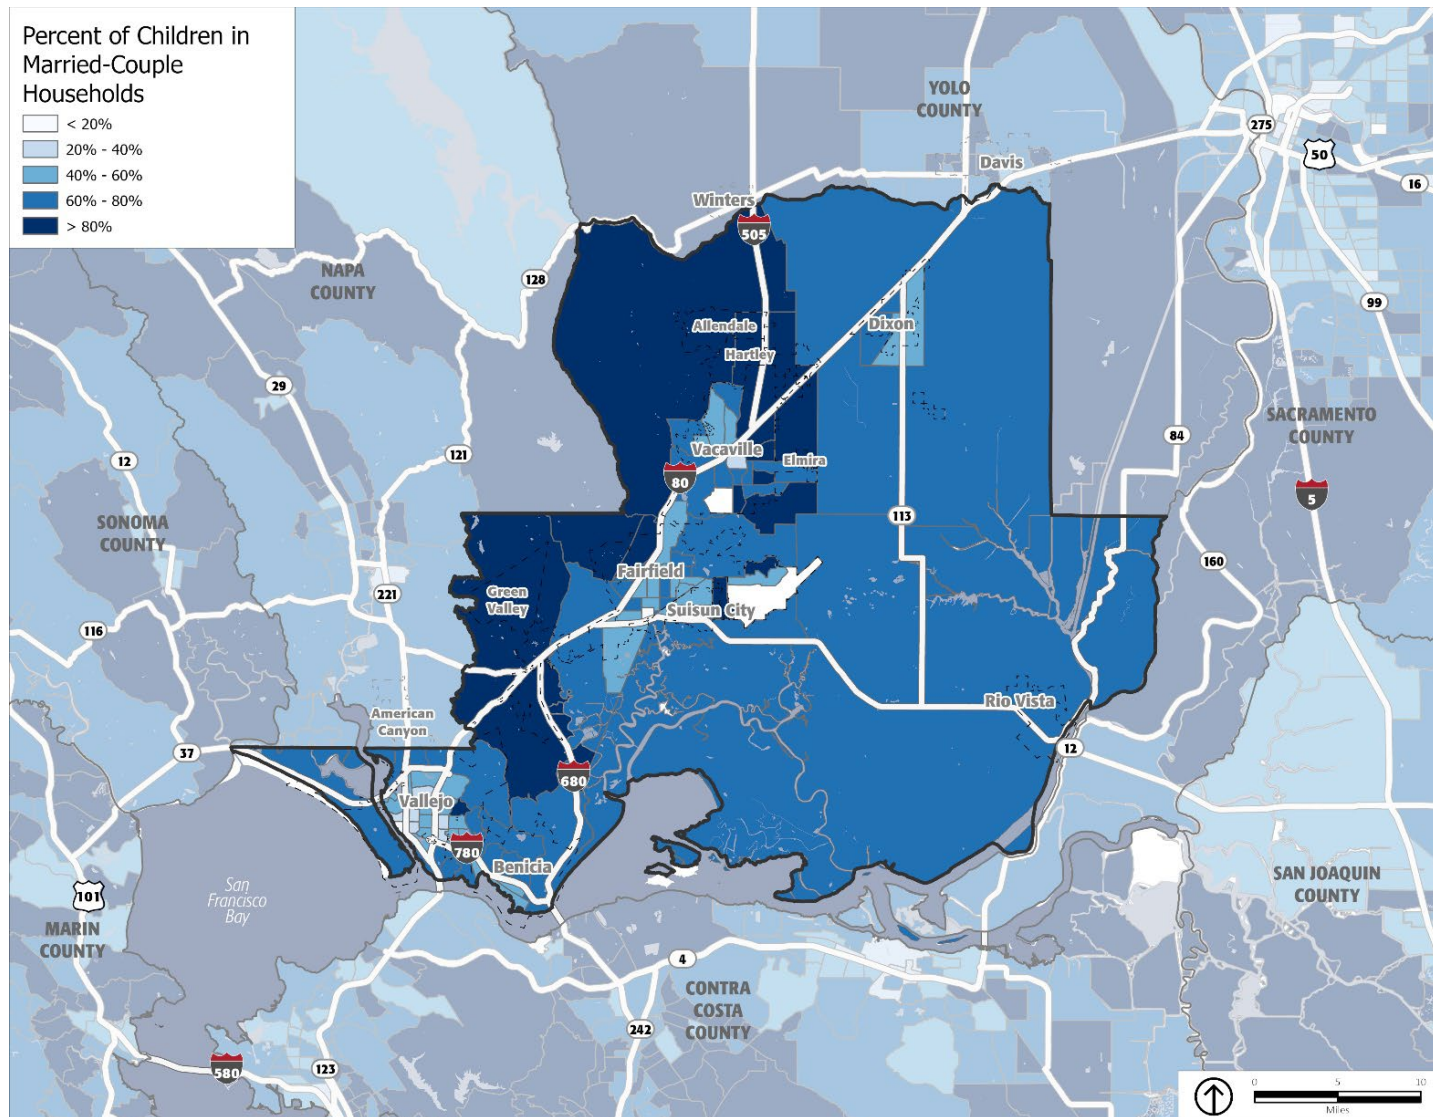 Percent of Children in
Married-Couple
Households
< 20%
20% - 40%
40% - 60%
60% - 80%
> 80%
YOLO
COUNTY
275
50
Davis
16
Winters
505
NAPA
COUNTY
128
99
Allendale
Dixon
Hartley
29
SACRAMENTO
COUNTY
84
12
121
Vacaville
Elmira
80
5
SONOMA
COUNTY
113
160
Fairfield
Green
Valley
221
Suisun City
116
Rio Vista
American
Canyon
37
12
680
Vallejo
780
Benicia
San
Francisco
Bay
101
MARIN
COUNTY
SAN JOAQUIN
COUNTY
4
CONTRA
COSTA
COUNTY
242
580
123
0 5 10
Miles